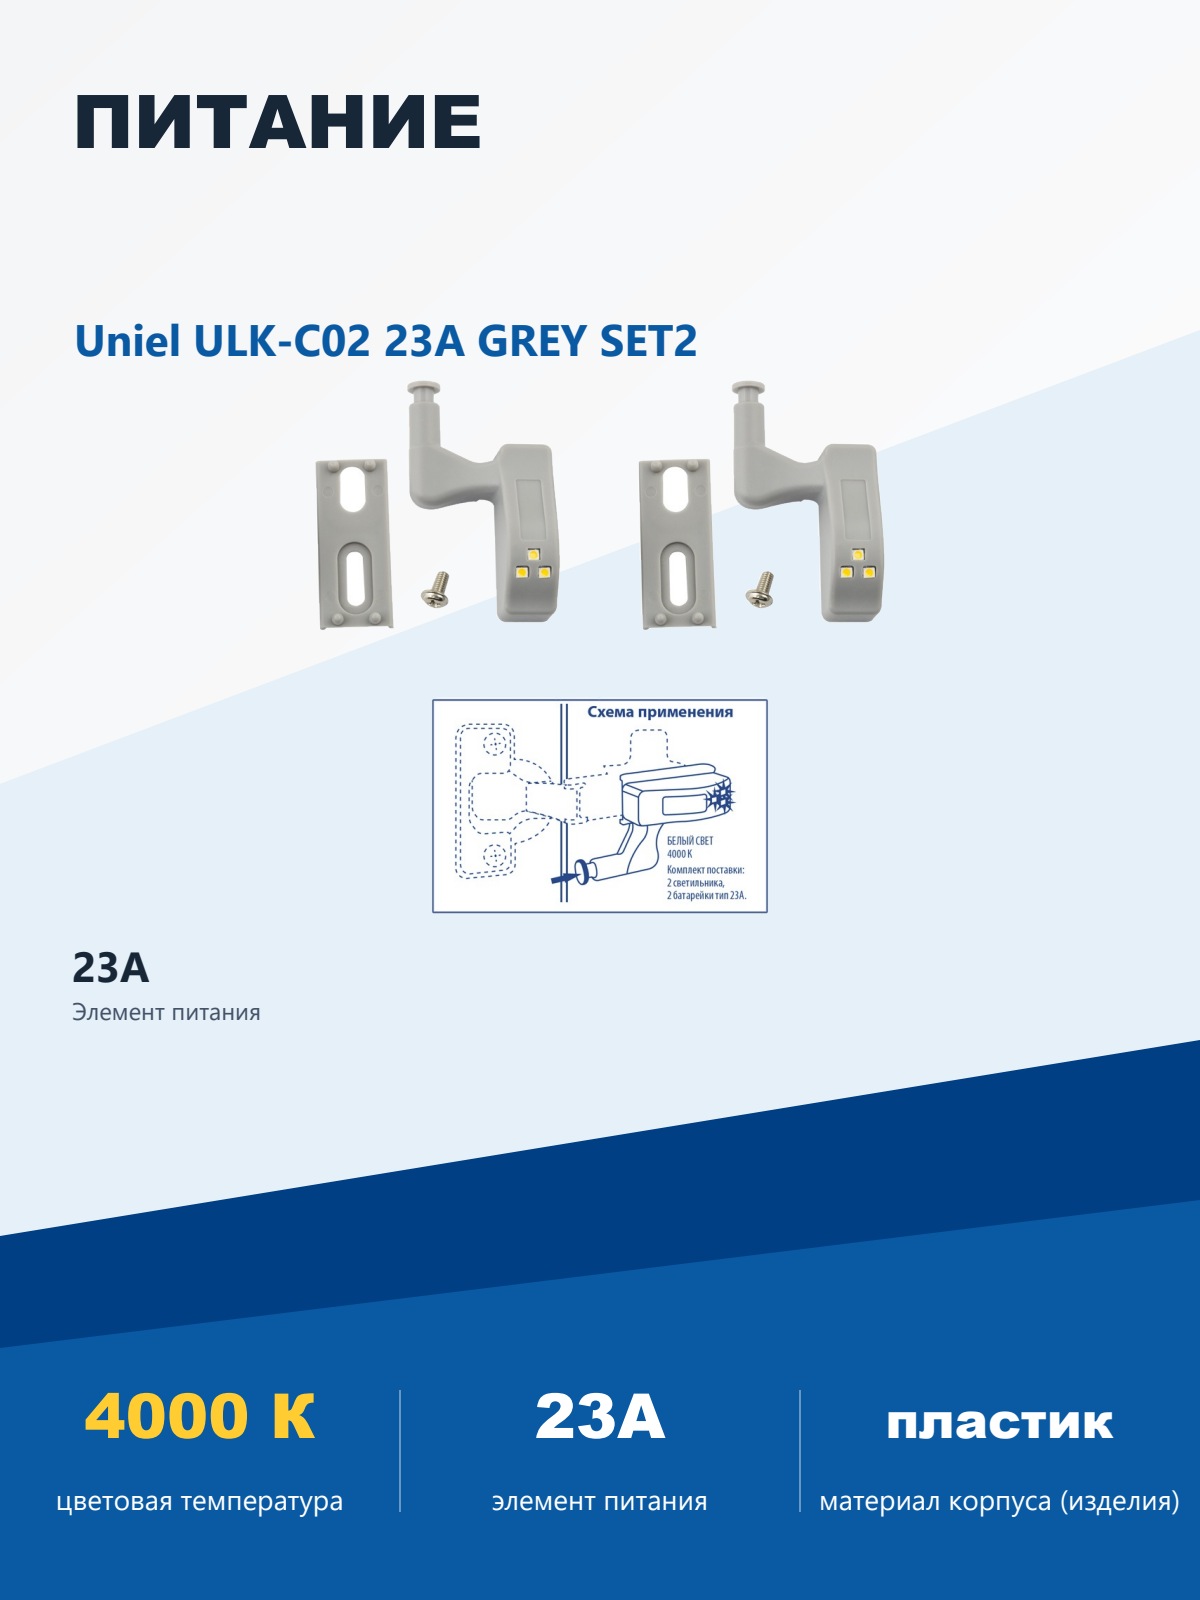 ПИТАНИЕ
Uniel ULK-C02 23A GREY SET2
Схема применения
БЕЛЫЙ СВЕТ
4000 К
Комплект поставки:
2 светильника,
2 батарейки тип 23А.
23A
Элемент питания
4000 К
цветовая температура
23A
элемент питания
пластик
материал корпуса (изделия)